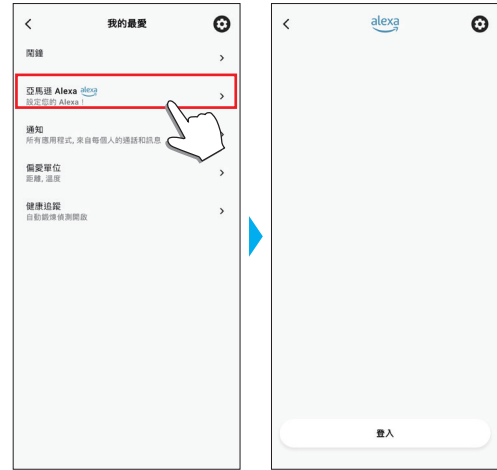 我的最愛
鬧鐘
亞馬遜 Alexa alexa
設定您的 Alexa！
通知
所有應用程式, 來自每個人的通話和訊息
偏愛單位
距離, 溫度
健康追蹤
自動鍛煉偵測開啟
alexa
登入